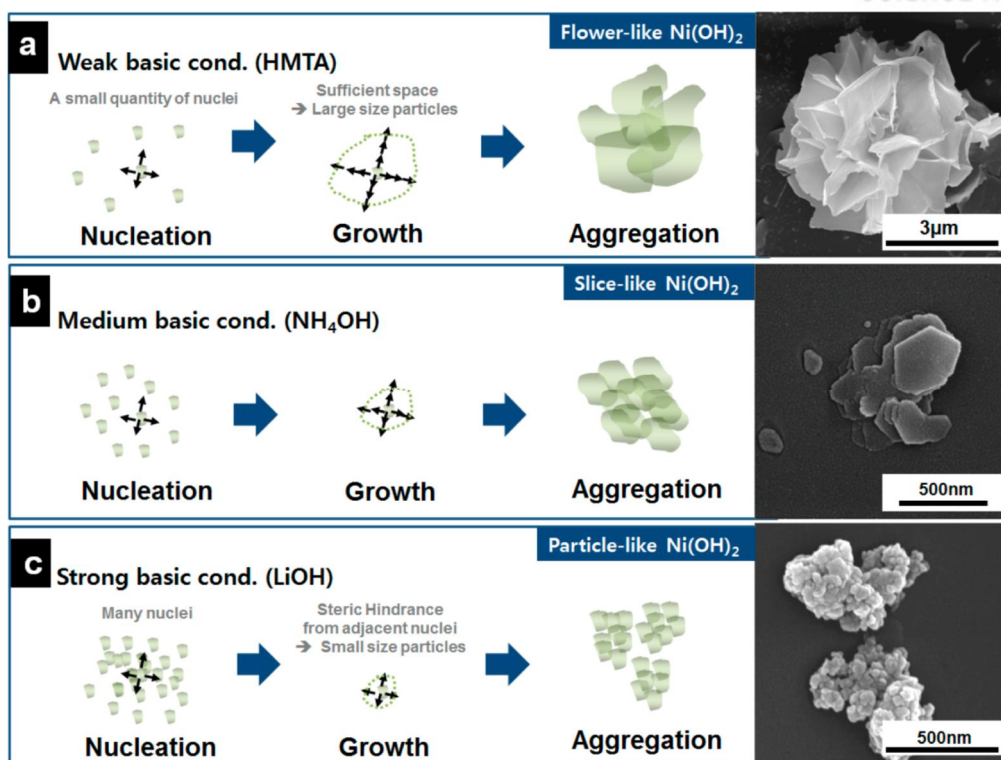 a
Flower-like Ni(OH)₂
Weak basic cond. (HMTA)
A small quantity of nuclei
Sufficient space
➔ Large size particles
Nucleation
Growth
Aggregation
3μm
b
Slice-like Ni(OH)₂
Medium basic cond. (NH₄OH)
Nucleation
Growth
Aggregation
500nm
c
Particle-like Ni(OH)₂
Strong basic cond. (LiOH)
Many nuclei
Steric Hindrance
from adjacent nuclei
➔ Small size particles
Nucleation
Growth
Aggregation
500nm